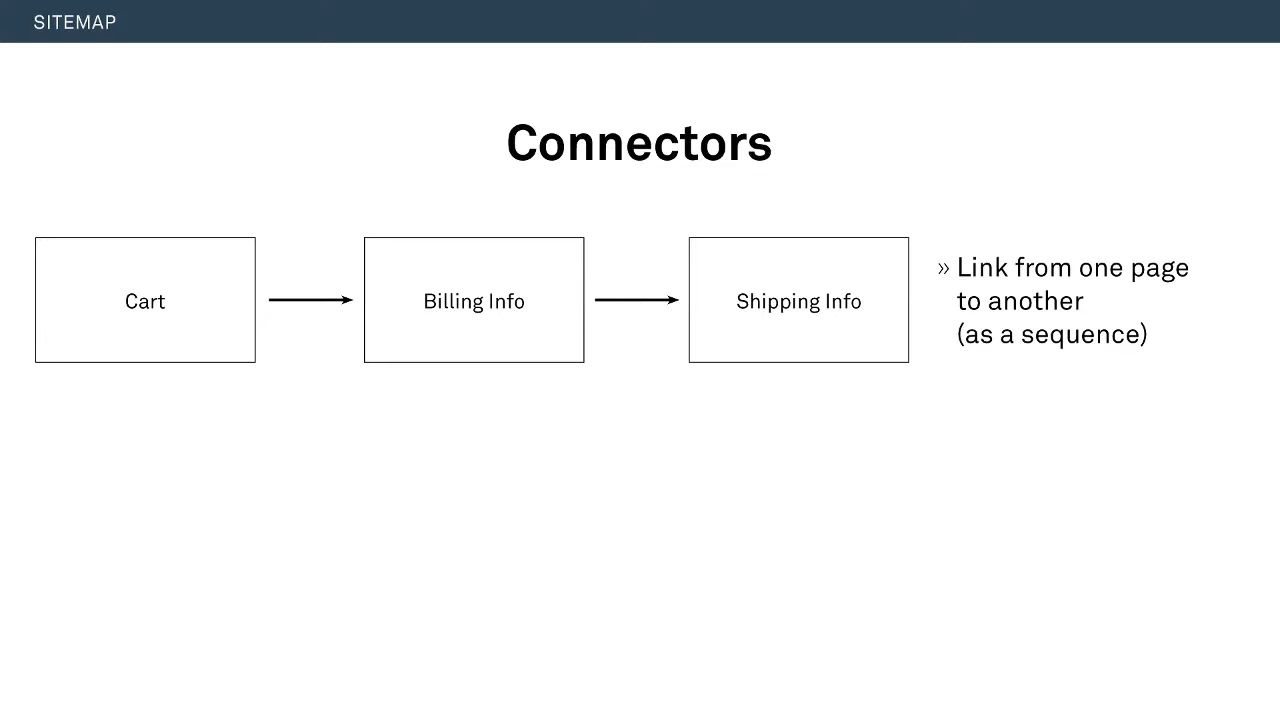 SITEMAP
Connectors
Cart
Billing Info
Shipping Info
» Link from one page
to another
(as a sequence)